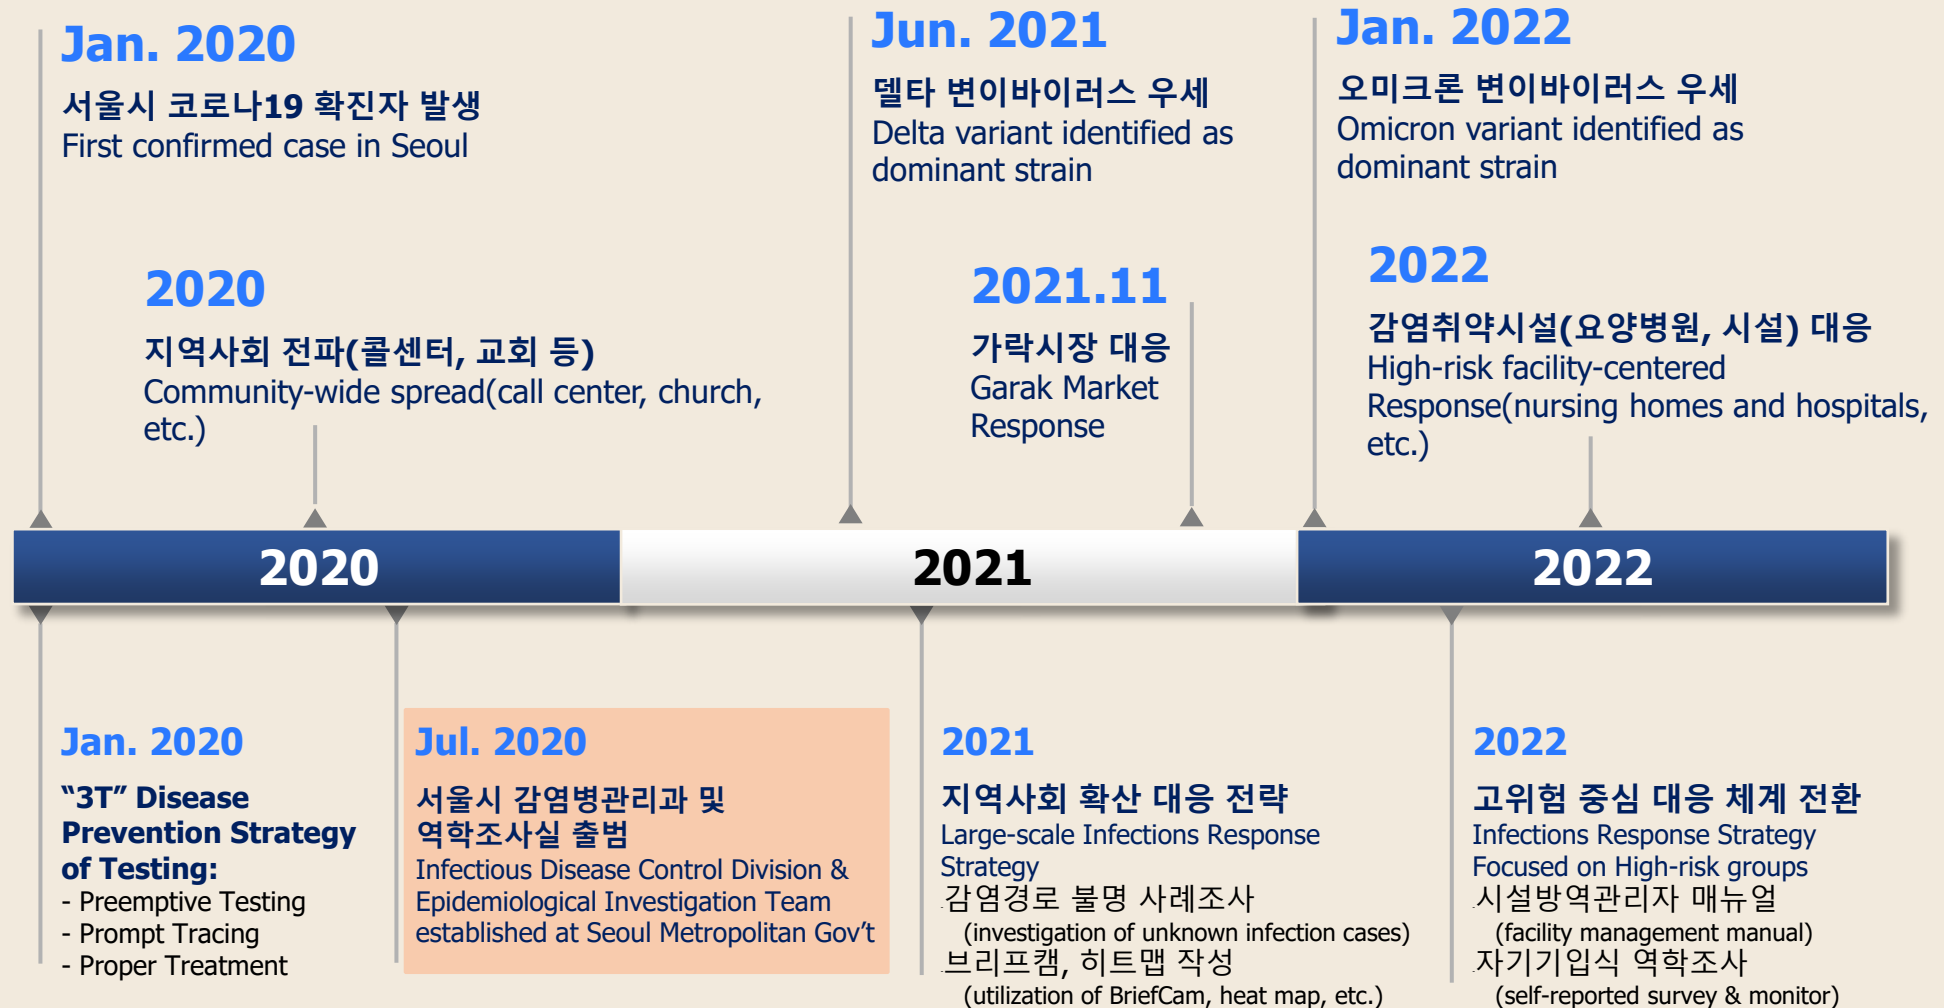 Jan. 2020
서울시 코로나19 확진자 발생
First confirmed case in Seoul
2020
지역사회 전파(콜센터, 교회 등)
Community-wide spread(call center, church,
etc.)
Jun. 2021
델타 변이바이러스 우세
Delta variant identified as
dominant strain
2021.11
가락시장 대응
Garak Market
Response
Jan. 2022
오미크론 변이바이러스 우세
Omicron variant identified as
dominant strain
2022
감염취약시설(요양병원, 시설) 대응
High-risk facility-centered
Response(nursing homes and hospitals,
etc.)
2020
2021
2022
Jan. 2020
“3T” Disease
Prevention Strategy
of Testing:
- Preemptive Testing
- Prompt Tracing
- Proper Treatment
Jul. 2020
서울시 감염병관리과 및
역학조사실 출범
Infectious Disease Control Division &
Epidemiological Investigation Team
established at Seoul Metropolitan Gov’t
2021
지역사회 확산 대응 전략
Large-scale Infections Response
Strategy
.감염경로 불명 사례조사
(investigation of unknown infection cases)
.브리프캠, 히트맵 작성
(utilization of BriefCam, heat map, etc.)
2022
고위험 중심 대응 체계 전환
Infections Response Strategy
Focused on High-risk groups
.시설방역관리자 매뉴얼
(facility management manual)
.자기기입식 역학조사
(self-reported survey & monitor)